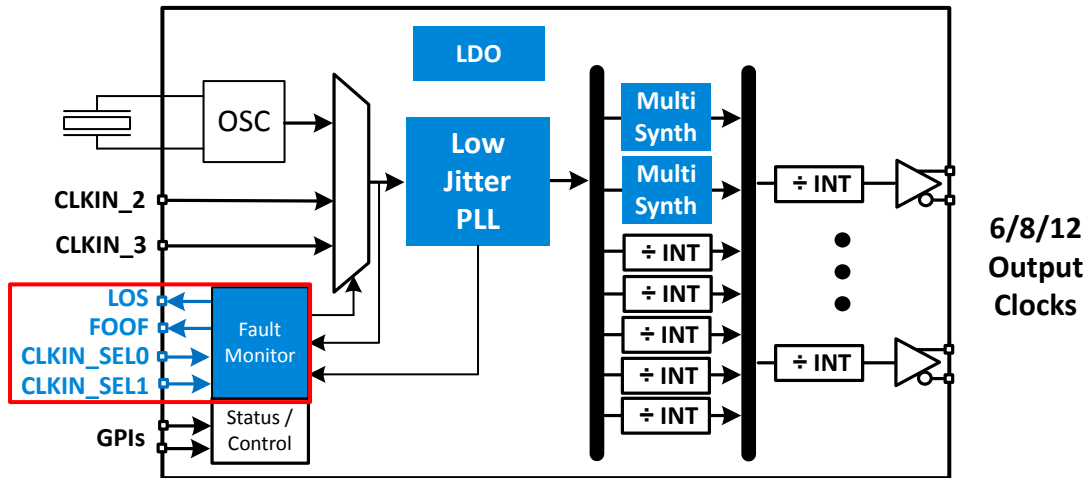 LDO
OSC
Low
Jitter
PLL
Multi
Synth
Multi
Synth
÷ INT
÷ INT
÷ INT
÷ INT
÷ INT
÷ INT
÷ INT
CLKIN_2
CLKIN_3
LOS
FOOF
CLKIN_SEL0
CLKIN_SEL1
Fault
Monitor
Status /
Control
GPIs
6/8/12
Output
Clocks